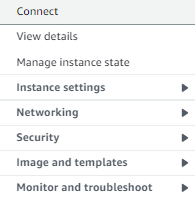 Connect
View details
Manage instance state
Instance settings
Networking
Security
Image and templates
Monitor and troubleshoot